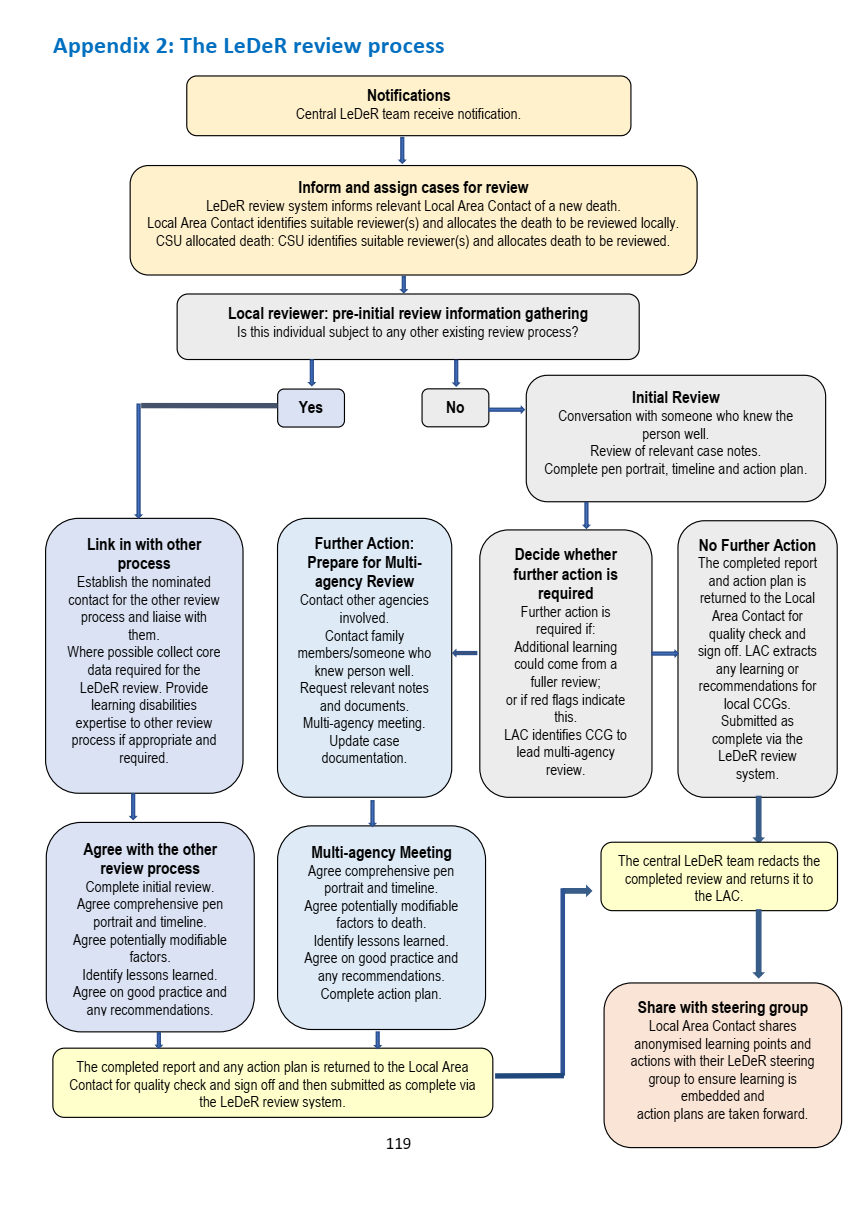 Appendix 2: The LeDeR review process
Notifications
Central LeDeR team receive notification.
Inform and assign cases for review
LeDeR review system informs relevant Local Area Contact of a new death.
Local Area Contact identifies suitable reviewer(s) and allocates the death to be reviewed locally.
CSU allocated death: CSU identifies suitable reviewer(s) and allocates death to be reviewed.
Local reviewer: pre-initial review information gathering
Is this individual subject to any other existing review process?
Yes
No
Initial Review
Conversation with someone who knew the
person well.
Review of relevant case notes.
Complete pen portrait, timeline and action plan.
Link in with other
process
Establish the nominated
contact for the other review
process and liaise with
them.
Where possible collect core
data required for the
LeDeR review. Provide
learning disabilities
expertise to other review
process if appropriate and
required.
Further Action:
Prepare for Multi-
agency Review
Contact other agencies
involved.
Contact family
members/someone who
knew person well.
Request relevant notes
and documents.
Multi-agency meeting.
Update case
documentation.
Decide whether
further action is
required
Further action is
required if:
Additional learning
could come from a
fuller review;
or if red flags indicate
this.
LAC identifies CCG to
lead multi-agency
review.
No Further Action
The completed report
and action plan is
returned to the Local
Area Contact for
quality check and
sign off. LAC extracts
any learning or
recommendations for
local CCGs.
Submitted as
complete via the
LeDeR review
system.
Agree with the other
review process
Complete initial review.
Agree comprehensive pen
portrait and timeline.
Agree potentially modifiable
factors.
Identify lessons learned.
Agree on good practice and
any recommendations.
Multi-agency Meeting
Agree comprehensive pen
portrait and timeline.
Agree potentially modifiable
factors to death.
Identify lessons learned.
Agree on good practice and
any recommendations.
Complete action plan.
The central LeDeR team redacts the
completed review and returns it to
the LAC.
Share with steering group
Local Area Contact shares
anonymised learning points and
actions with their LeDeR steering
group to ensure learning is
embedded and
action plans are taken forward.
The completed report and any action plan is returned to the Local Area
Contact for quality check and sign off and then submitted as complete via
the LeDeR review system.
119